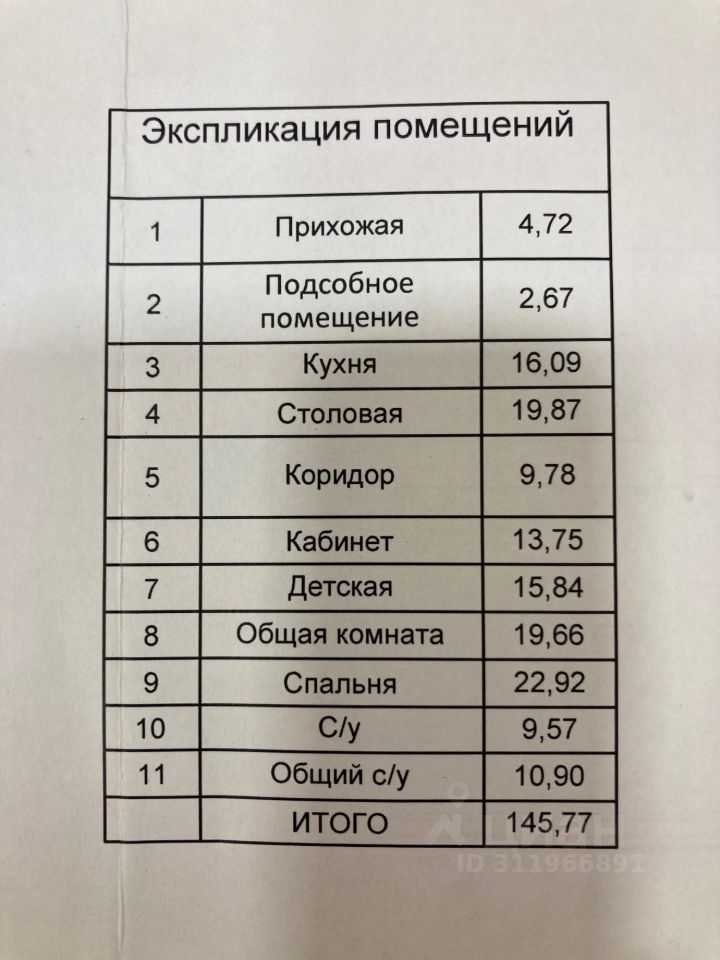 Экспликация помещений
1 Прихожая 4,72
2 Подсобное помещение 2,67
3 Кухня 16,09
4 Столовая 19,87
5 Коридор 9,78
6 Кабинет 13,75
7 Детская 15,84
8 Общая комната 19,66
9 Спальня 22,92
10 С/у 9,57
11 Общий с/у 10,90
ИТОГО 145,77
циан
ID 311966891